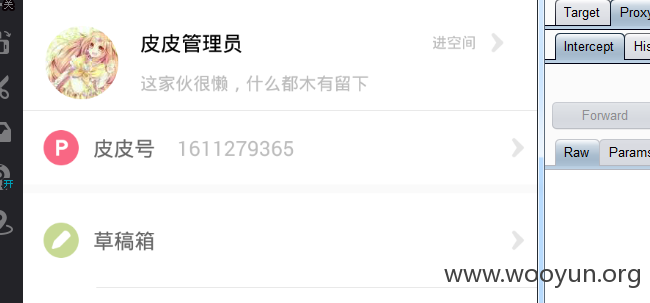 关
皮皮管理员
进空间
这家伙很懒，什么都木有留下
P
皮皮号
1611279365
开
草稿箱
Target
Proxy
Intercept
His
Forward
Raw
Params
www.wooyun.org